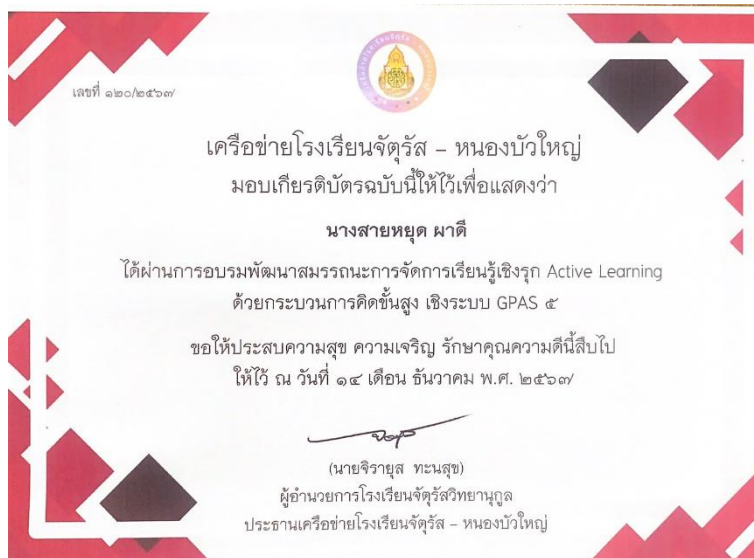 เลขที่ ๑๒๐/๒๕๖๗
เครือข่ายโรงเรียนจัตุรัส – หนองบัวใหญ่
มอบเกียรติบัตรฉบับนี้ให้ไว้เพื่อแสดงว่า
นางสายหยุด ผาดี
ได้ผ่านการอบรมพัฒนาสมรรถนะการจัดการเรียนรู้เชิงรุก Active Learning
ด้วยกระบวนการคิดขั้นสูง เชิงระบบ GPAS ๕
ขอให้ประสบความสุข ความเจริญ รักษาคุณความดีนี้สืบไป
ให้ไว้ ณ วันที่ ๑๔ เดือน ธันวาคม พ.ศ. ๒๕๖๗
(นายจิรายุส ทะนสุข)
ผู้อำนวยการโรงเรียนจัตุรัสวิทยานุกูล
ประธานเครือข่ายโรงเรียนจัตุรัส – หนองบัวใหญ่